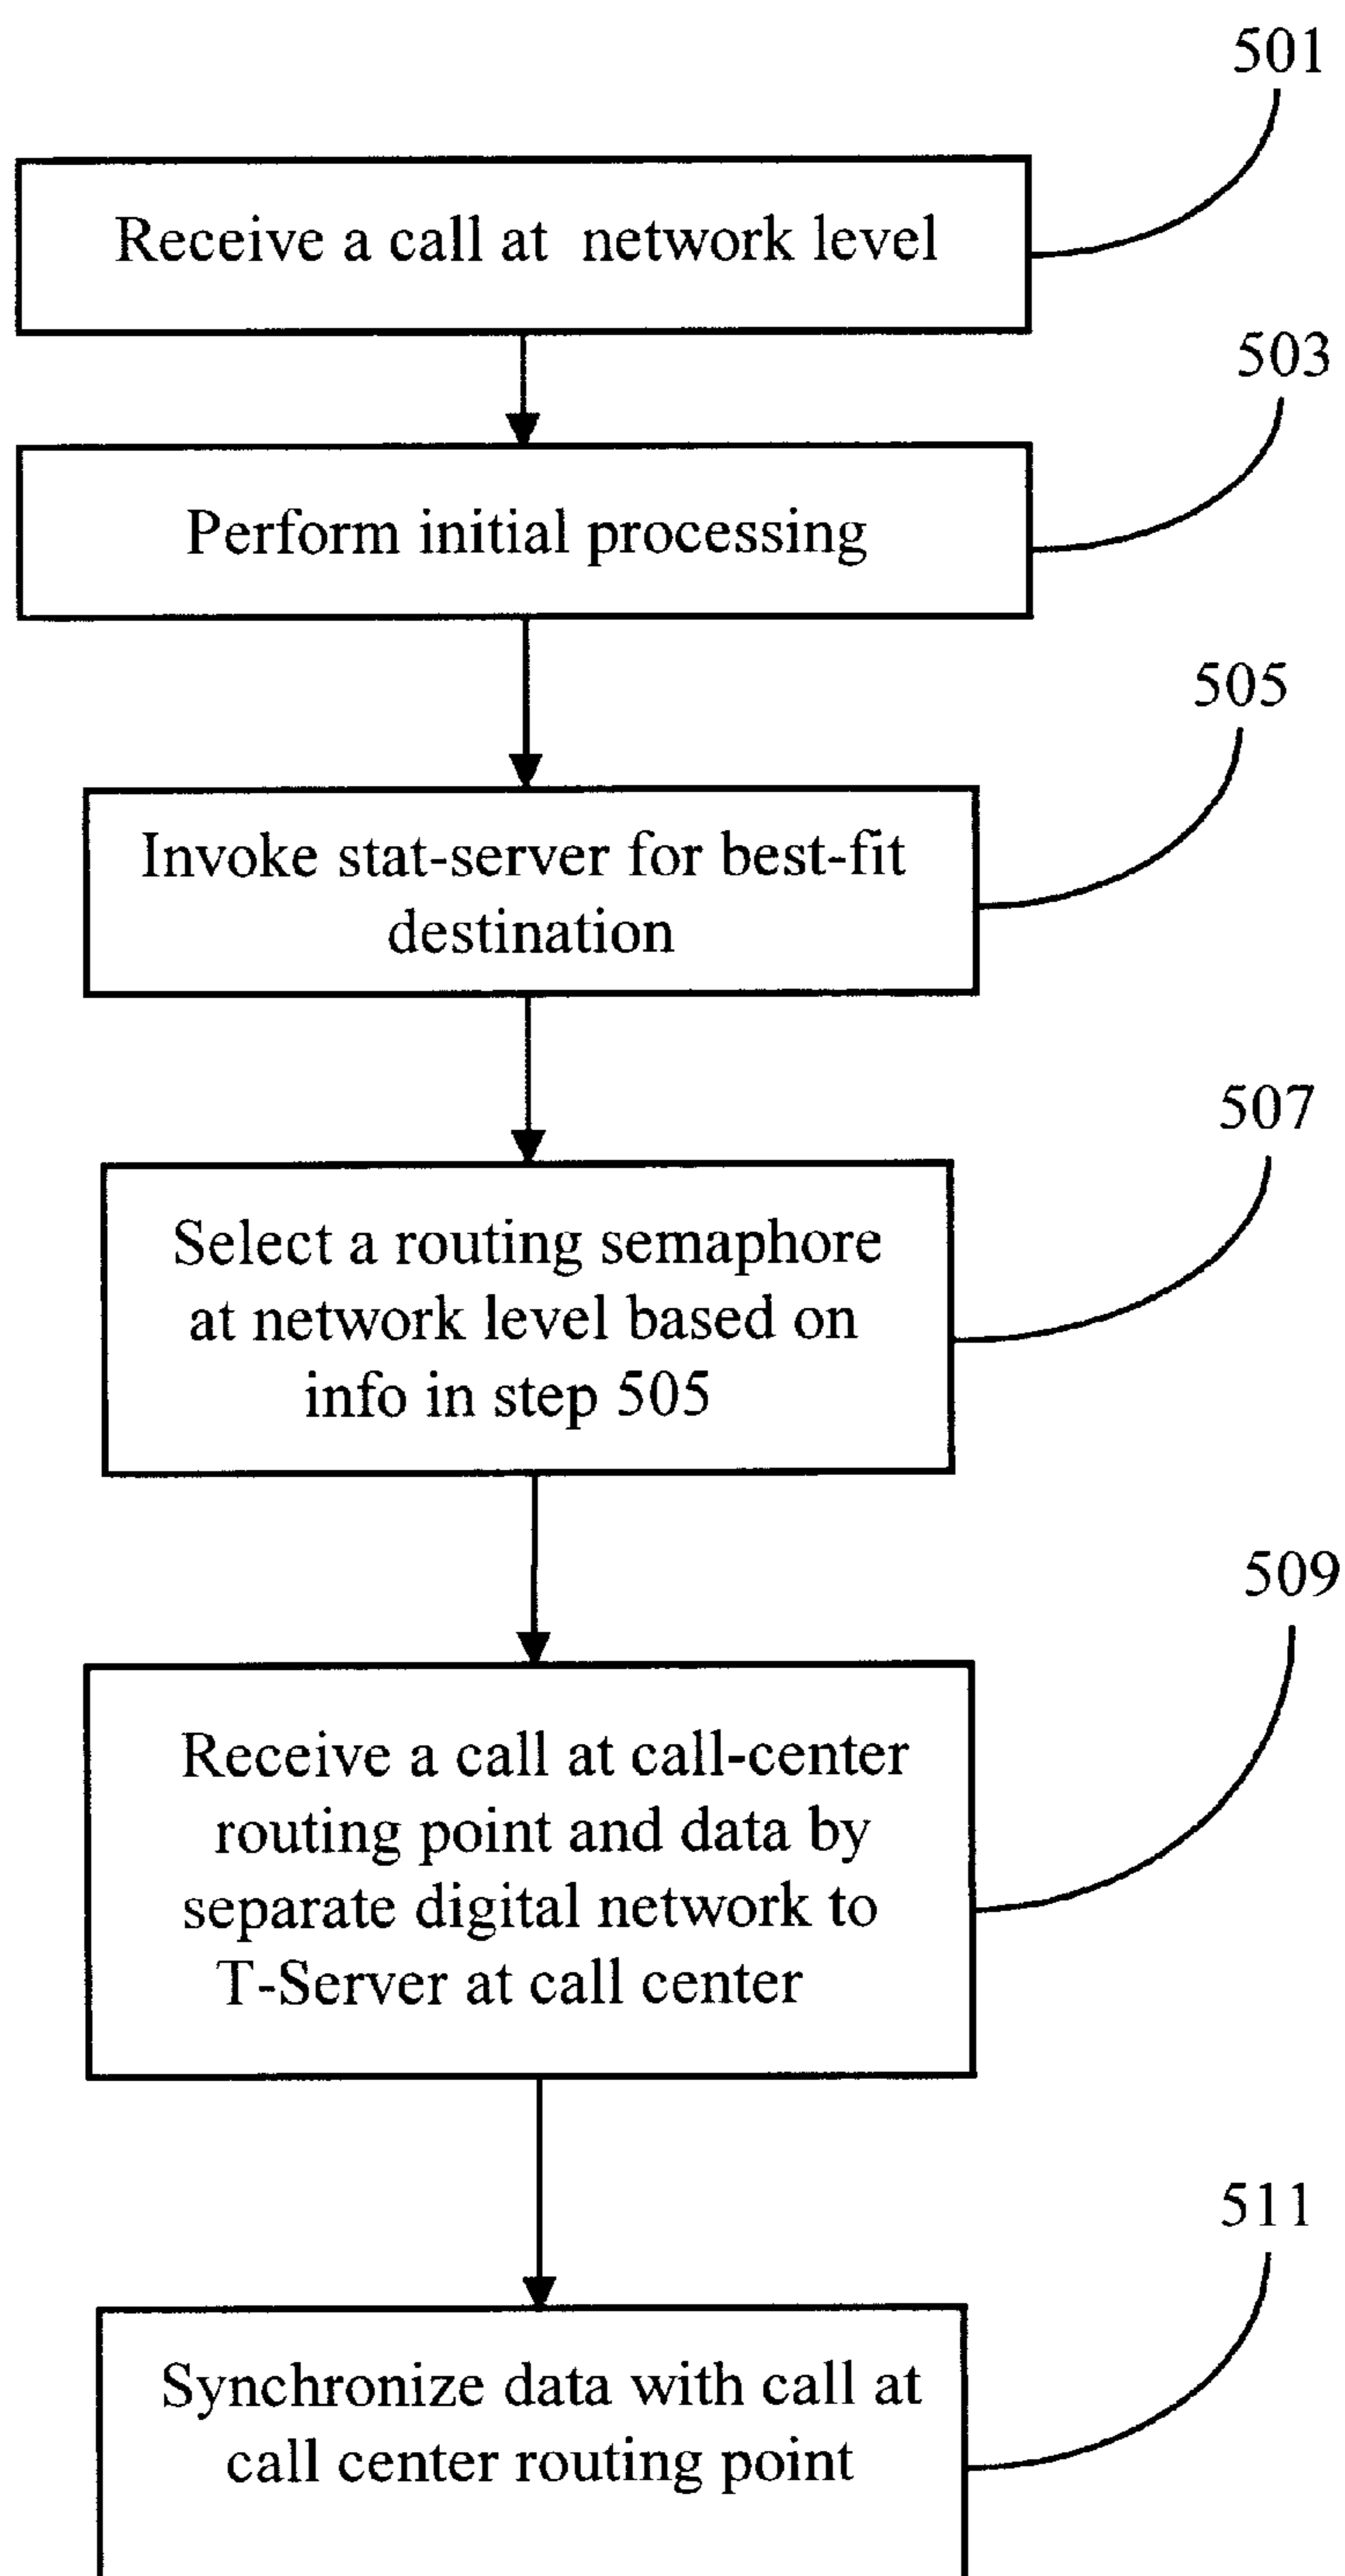 501
Receive a call at network level
503
Perform initial processing
505
Invoke stat-server for best-fit
destination
507
Select a routing semaphore
at network level based on
info in step 505
509
Receive a call at call-center
routing point and data by
separate digital network to
T-Server at call center
511
Synchronize data with call at
call center routing point